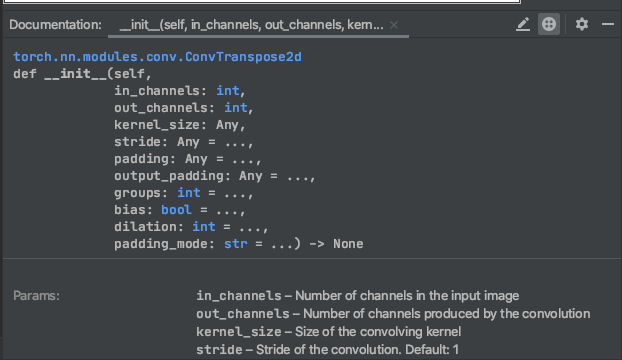 Documentation: __init__(self, in_channels, out_channels, kern...
torch.nn.modules.conv.ConvTranspose2d
def __init__(self,
in_channels: int,
out_channels: int,
kernel_size: Any,
stride: Any = ...,
padding: Any = ...,
output_padding: Any = ...,
groups: int = ...,
bias: bool = ...,
dilation: int = ...,
padding_mode: str = ...) -> None
Params: in_channels – Number of channels in the input image
out_channels – Number of channels produced by the convolution
kernel_size – Size of the convolving kernel
stride – Stride of the convolution. Default: 1